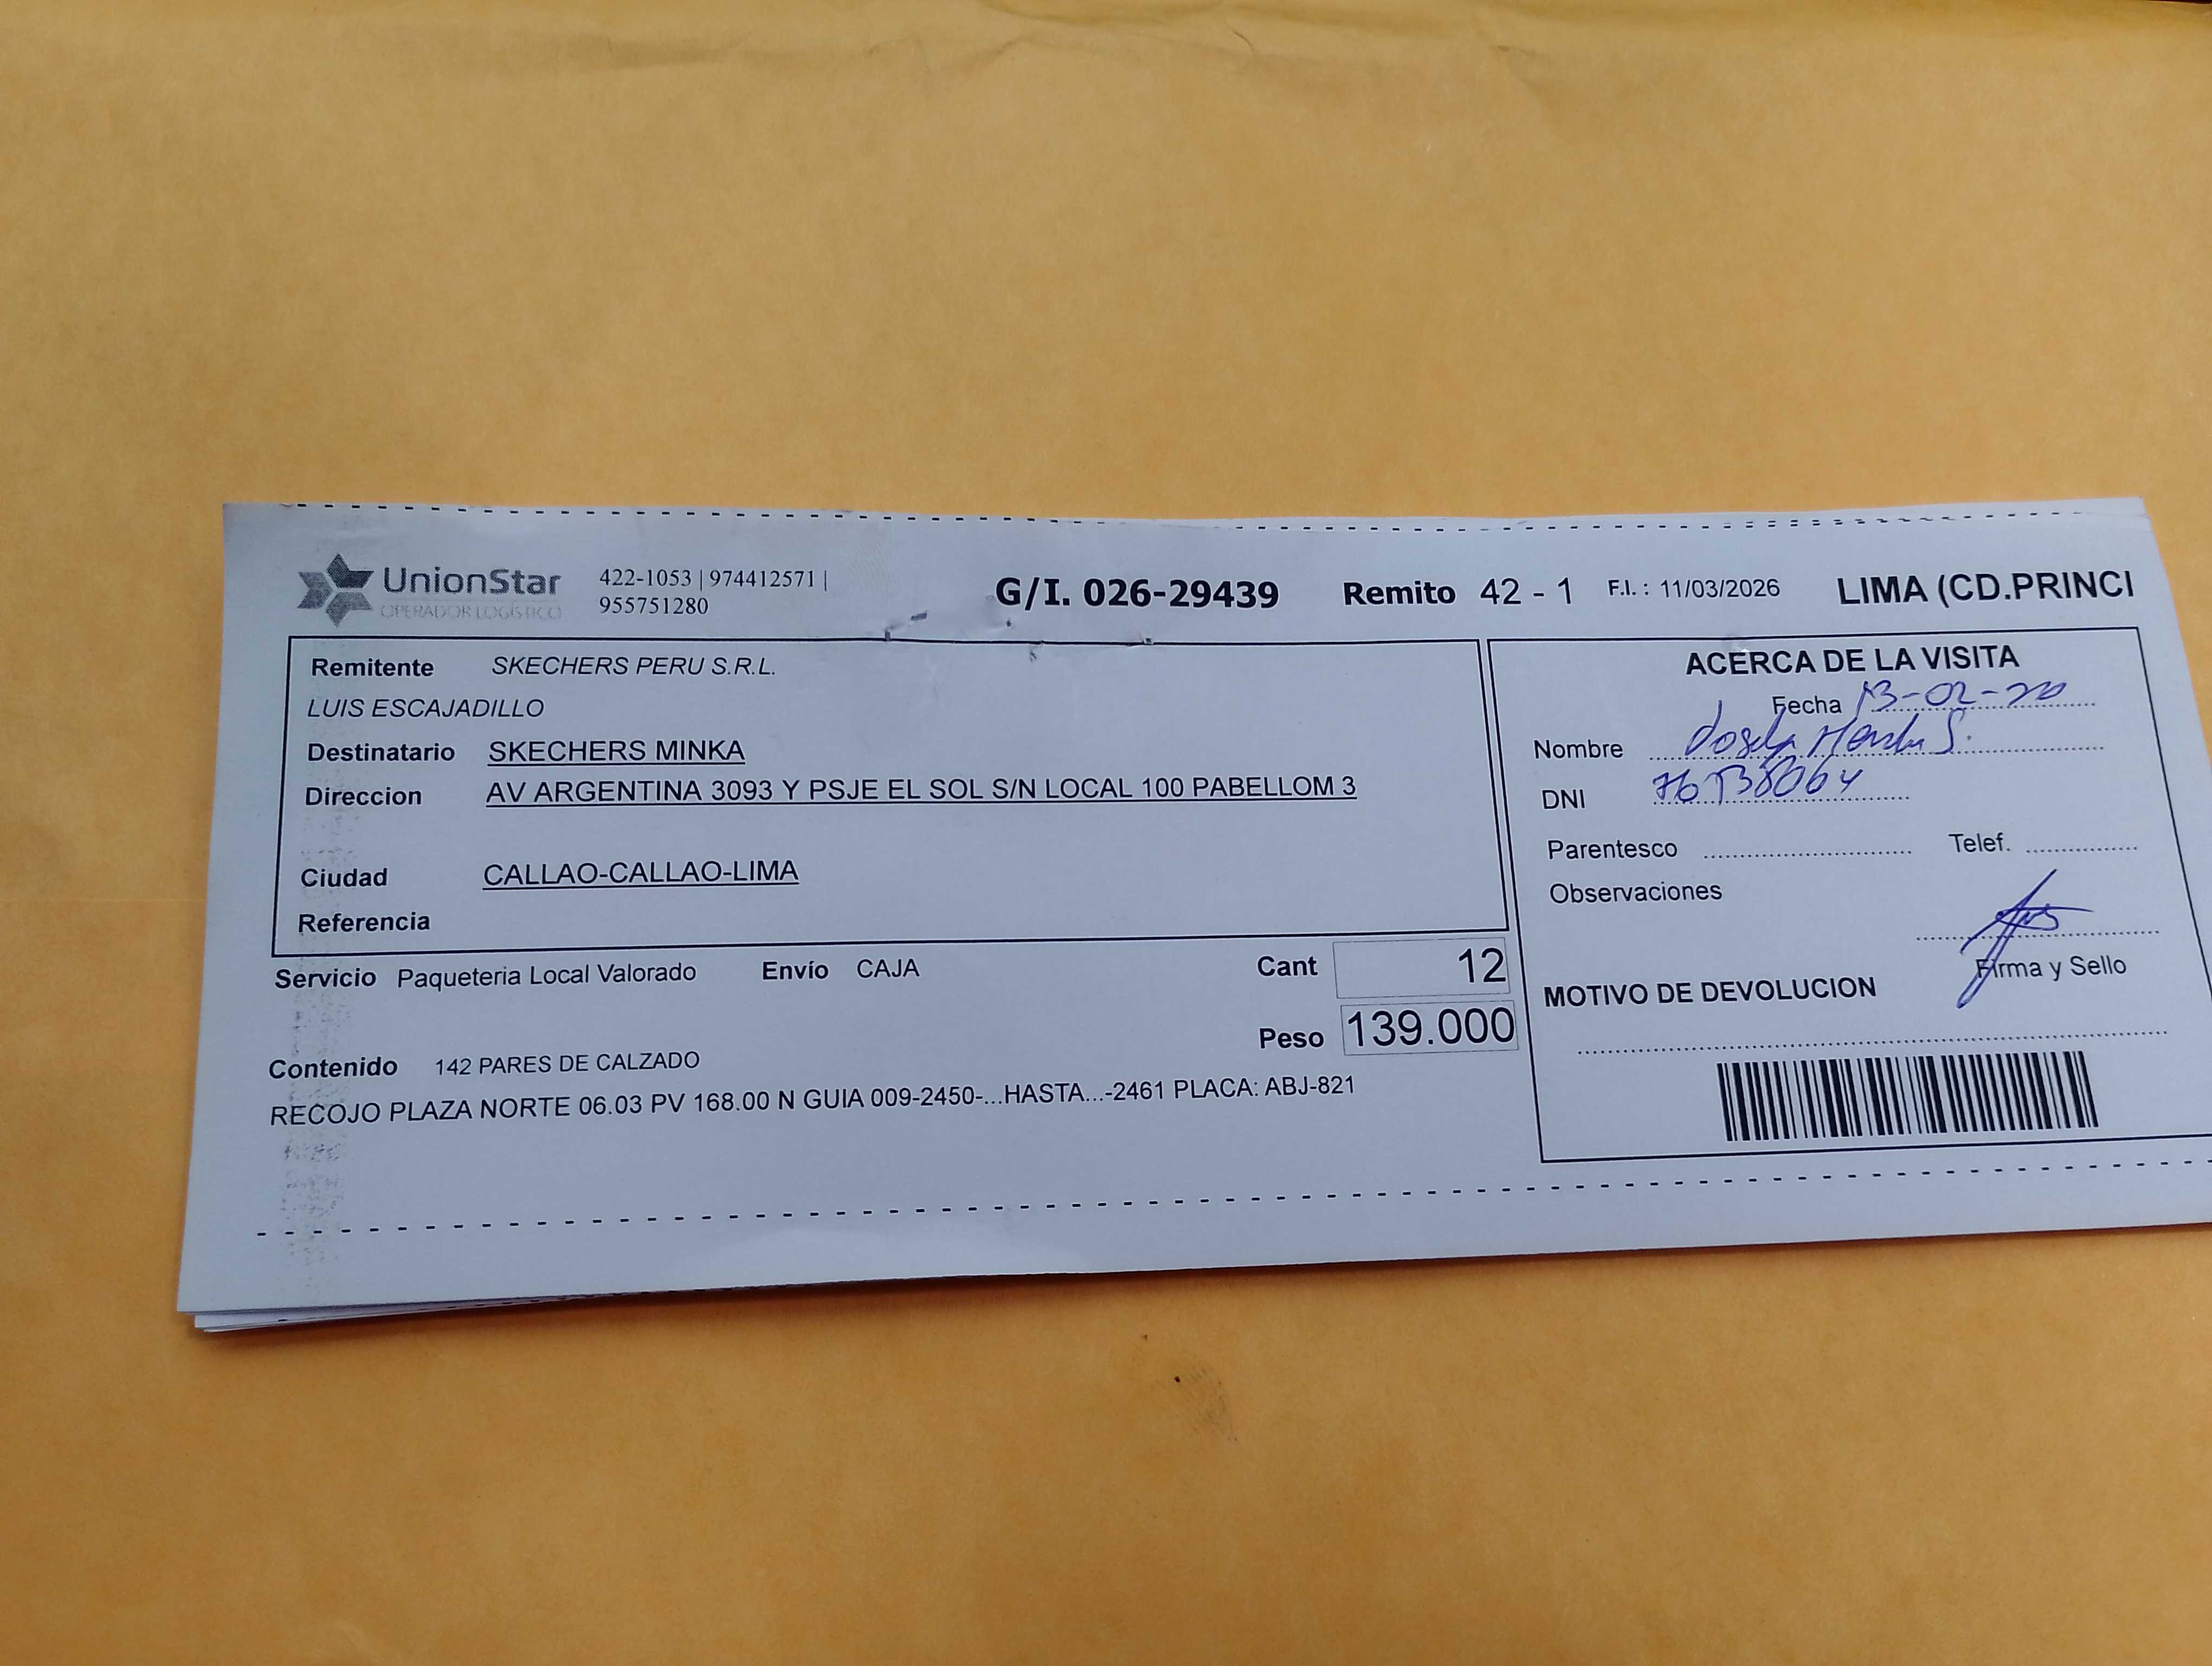 UnionStar
OPERADOR LOGÍSTICO
422-1053 | 974412571 |
955751280
G/I. 026-29439
Remito 42 - 1
F.I. : 11/03/2026
LIMA (CD.PRINCI
Remitente SKECHERS PERU S.R.L.
LUIS ESCAJADILLO
Destinatario SKECHERS MINKA
Direccion AV ARGENTINA 3093 Y PSJE EL SOL S/N LOCAL 100 PABELLOM 3
Ciudad CALLAO-CALLAO-LIMA
Referencia
Servicio Paqueteria Local Valorado Envío CAJA Cant 12
Peso 139.000
Contenido 142 PARES DE CALZADO
RECOJO PLAZA NORTE 06.03 PV 168.00 N GUIA 009-2450-...HASTA...-2461 PLACA: ABJ-821
ACERCA DE LA VISITA
Fecha 13-02-20
Nombre
DNI
Parentesco Telef.
Observaciones
Firma y Sello
MOTIVO DE DEVOLUCION